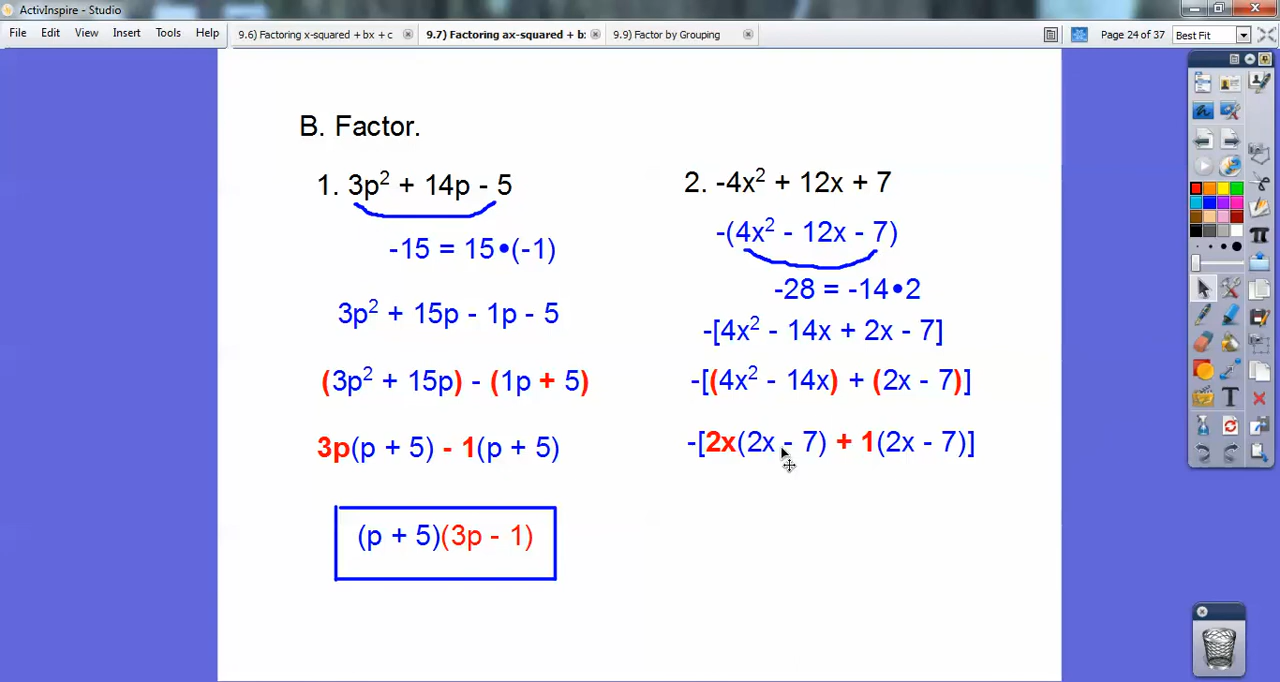 ActivInspire - Studio
File Edit View Insert Tools Help
9.6) Factoring x-squared + bx + c
9.7) Factoring ax-squared + b:
9.9) Factor by Grouping
Page 24 of 37
Best Fit
B. Factor.
1. 3p² + 14p - 5
-15 = 15•(-1)
3p² + 15p - 1p - 5
(3p² + 15p) - (1p + 5)
3p(p + 5) - 1(p + 5)
(p + 5)(3p - 1)
2. -4x² + 12x + 7
-(4x² - 12x - 7)
-28 = -14•2
-[4x² - 14x + 2x - 7]
-[(4x² - 14x) + (2x - 7)]
-[2x(2x - 7) + 1(2x - 7)]